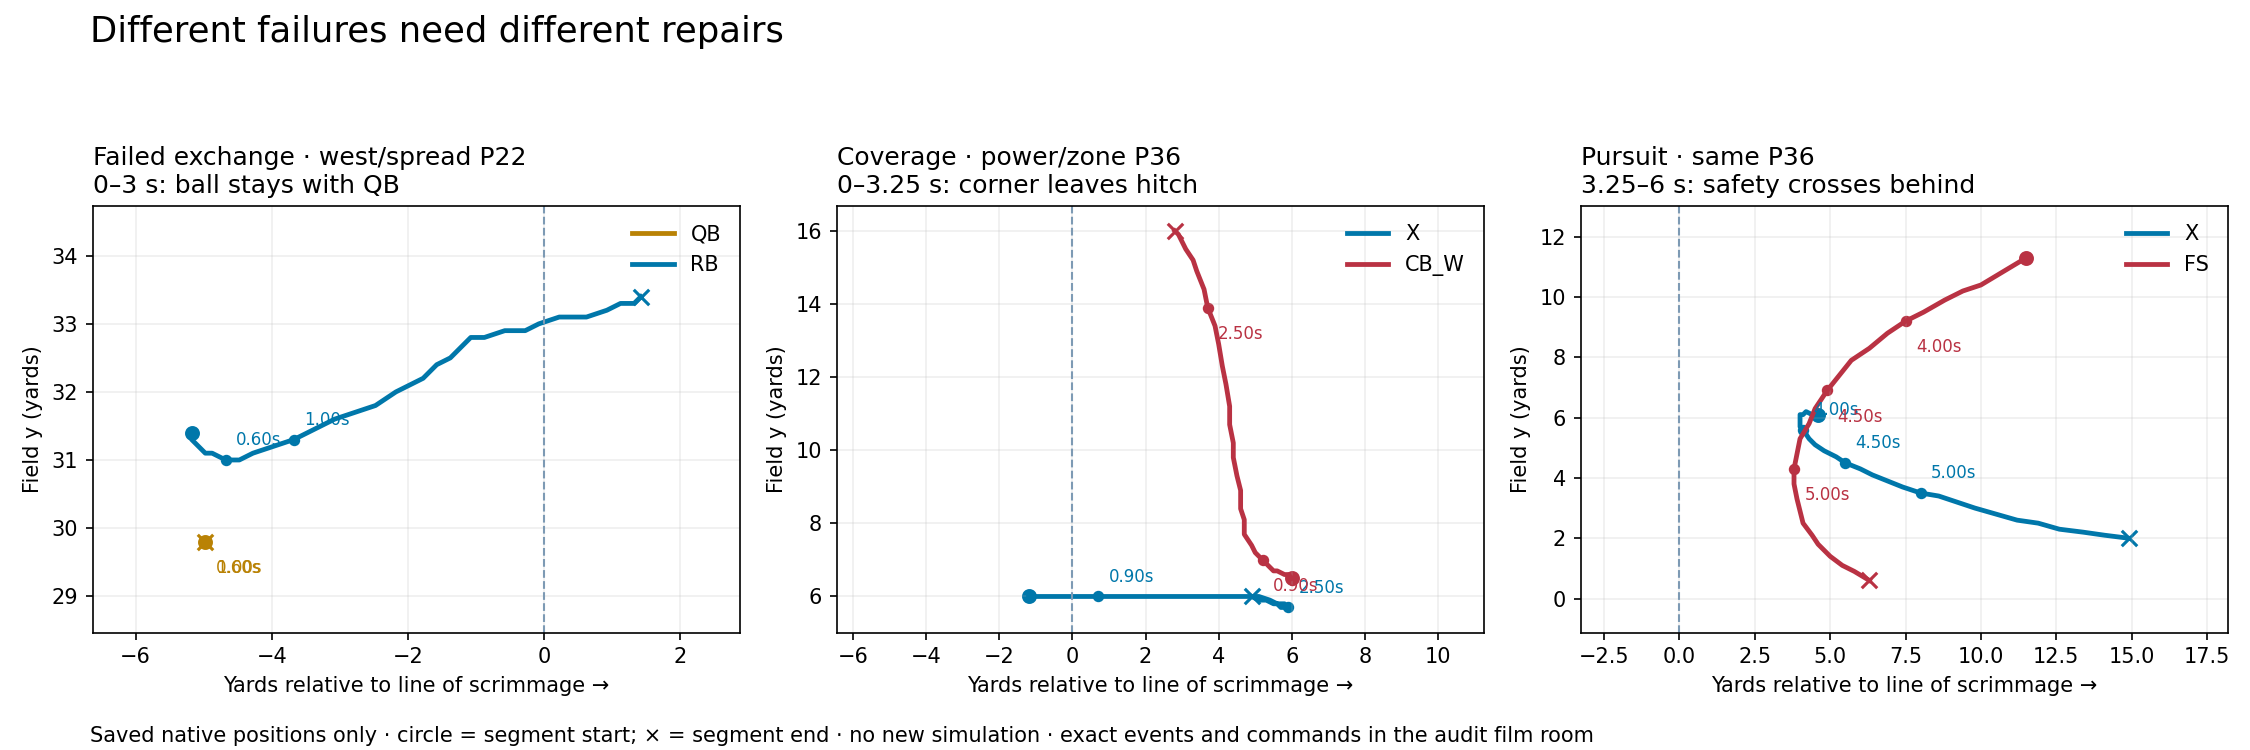 Different failures need different repairs
Failed exchange · west/spread P22
0–3 s: ball stays with QB
Coverage · power/zone P36
0–3.25 s: corner leaves hitch
Pursuit · same P36
3.25–6 s: safety crosses behind
QB
RB
34
33
32
31
30
29
Field y (yards)
0.60s
1.00s
−6
−4
−2
0
2
Yards relative to line of scrimmage →
X
CB_W
16
14
12
10
8
6
Field y (yards)
2.50s
0.90s
0.90s
2.50s
−6
−4
−2
0
2
4
6
8
10
Yards relative to line of scrimmage →
X
FS
12
10
8
6
4
2
0
Field y (yards)
4.00s
4.50s
4.50s
5.00s
5.00s
−2.5
0.0
2.5
5.0
7.5
10.0
12.5
15.0
17.5
Yards relative to line of scrimmage →
Saved native positions only · circle = segment start; × = segment end · no new simulation · exact events and commands in the audit film room